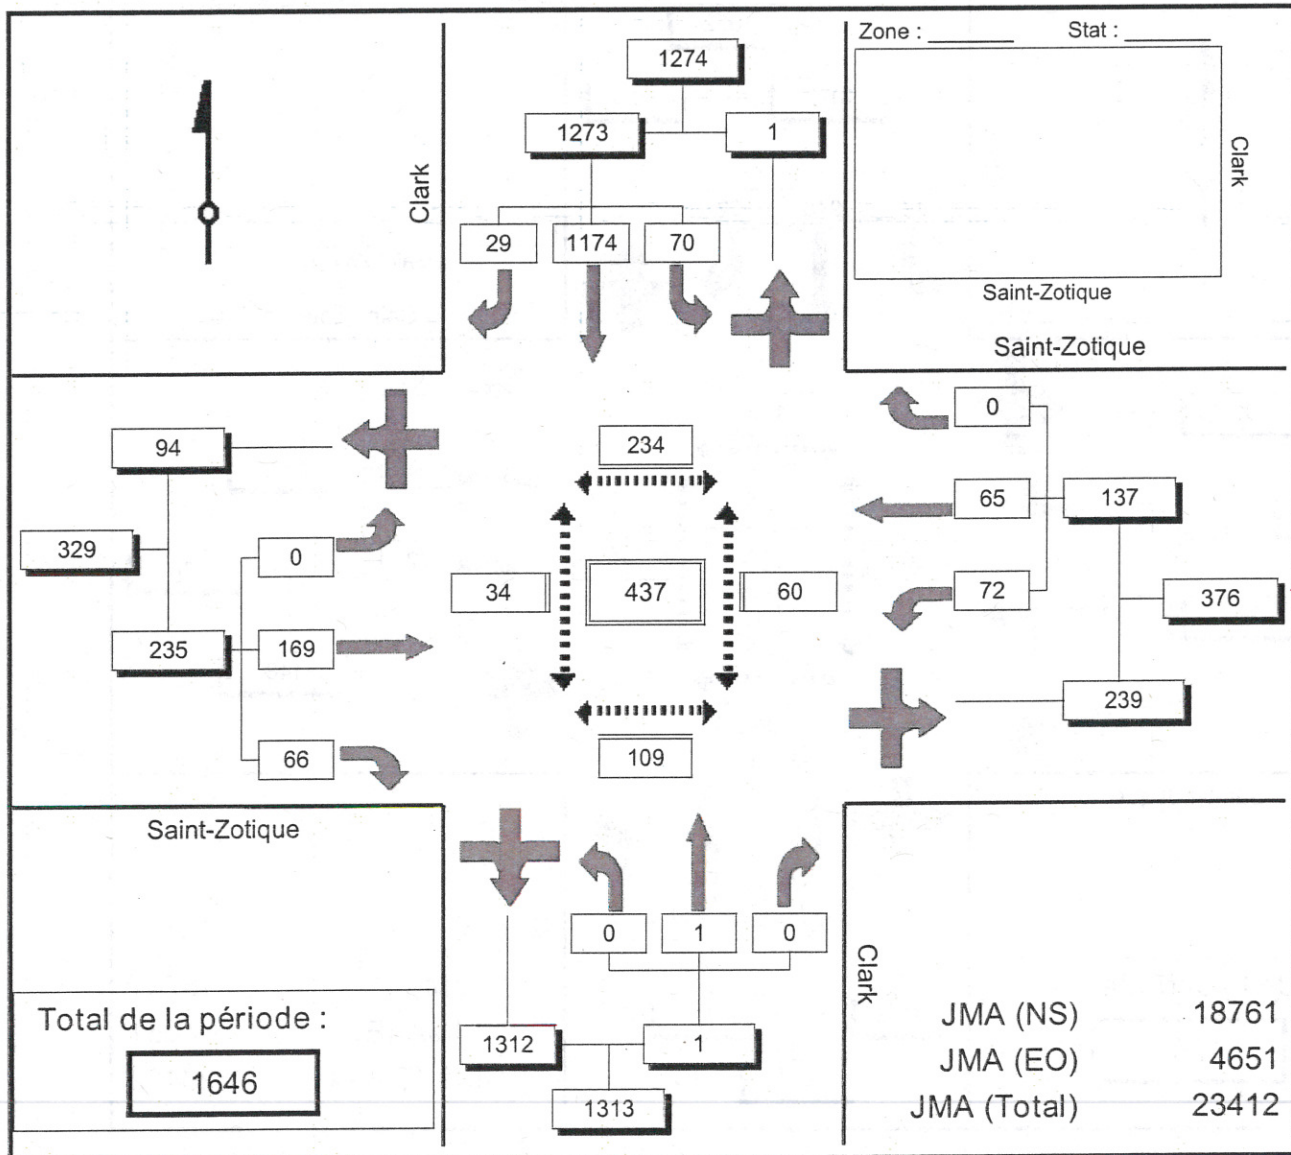 Zone : ________ Stat : ________
1274
1273 1
Clark
Clark
29 1174 70
Saint-Zotique
Saint-Zotique
0
94
234
65 137
329
0
34 437 60
72
376
235 169
239
66
109
Saint-Zotique
0 1 0
Clark
Total de la période :
1646
1312 1
1313
JMA (NS) 18761
JMA (EO) 4651
JMA (Total) 23412